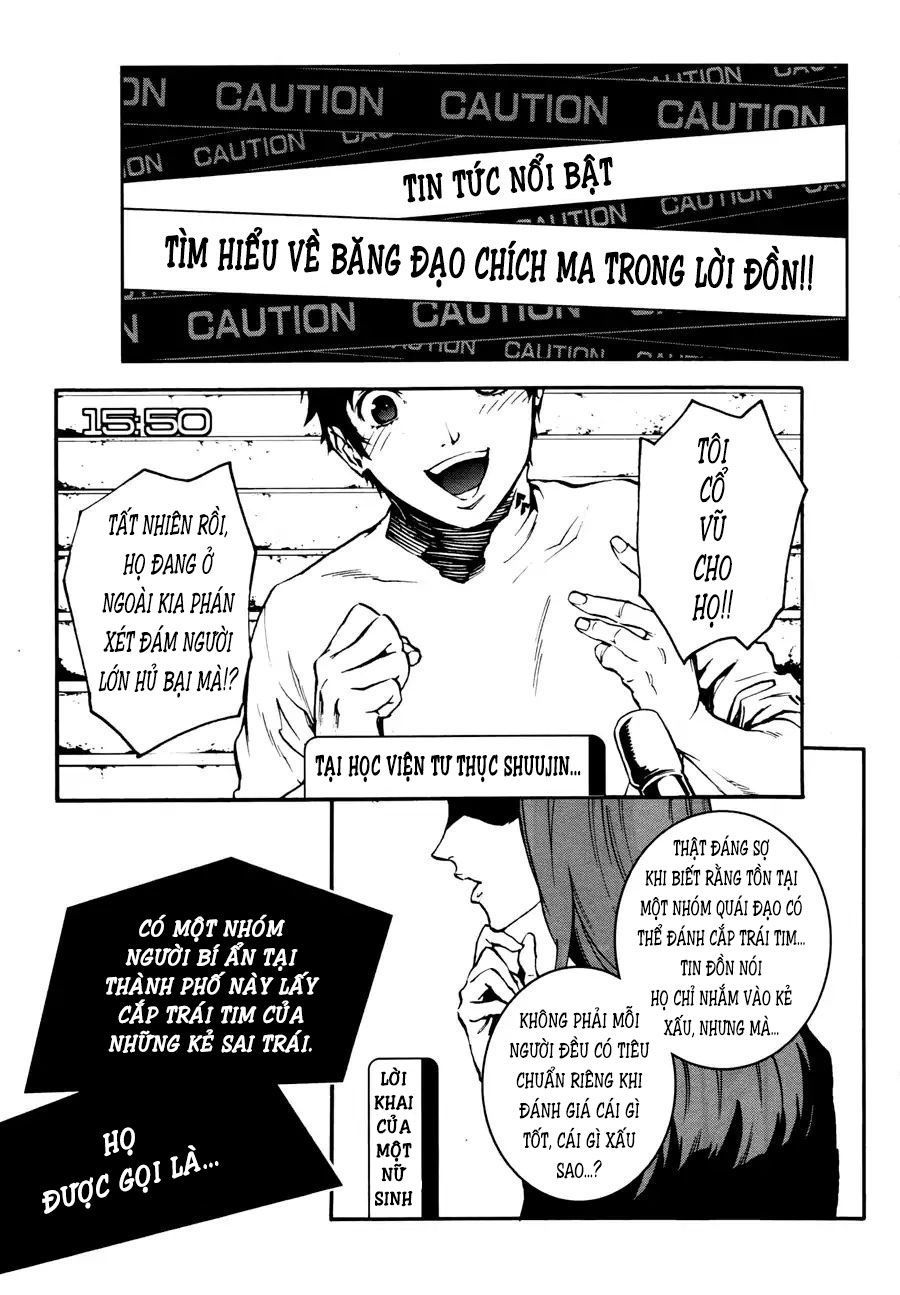 CAUTION CAUTION CAUTION
CAUTION CAUTION
TIN TỨC NỔI BẬT
CAUTION CAUTION
TÌM HIỂU VỀ BĂNG ĐẠO CHÍCH MA TRONG LỜI ĐỒN!!
CAUTION CAUTION
CAUTION CAUTION
15:50
TÔI
CỔ
VŨ
CHO
HỌ!!
TẤT NHIÊN RỒI,
HỌ ĐANG Ở
NGOÀI KIA PHÁN
XÉT ĐÁM NGƯỜI
LỚN HỦ BẠI MÀ!?
TẠI HỌC VIỆN TƯ THỤC SHUUJIN...
THẬT ĐÁNG SỢ
KHI BIẾT RẰNG TỒN TẠI
MỘT NHÓM QUÁI ĐẠO CÓ
THỂ ĐÁNH CẮP TRÁI TIM...
TIN ĐỒN NÓI
HỌ CHỈ NHẮM VÀO KẺ
XẤU, NHƯNG MÀ...
KHÔNG PHẢI MỖI
NGƯỜI ĐỀU CÓ TIÊU
CHUẨN RIÊNG KHI
ĐÁNH GIÁ CÁI GÌ
TỐT, CÁI GÌ XẤU
SAO...?
LỜI
KHAI
CỦA
MỘT
NỮ
SINH
CÓ MỘT NHÓM
NGƯỜI BÍ ẨN TẠI
THÀNH PHỐ NÀY LẤY
CẮP TRÁI TIM CỦA
NHỮNG KẺ SAI TRÁI.
HỌ
ĐƯỢC GỌI LÀ...